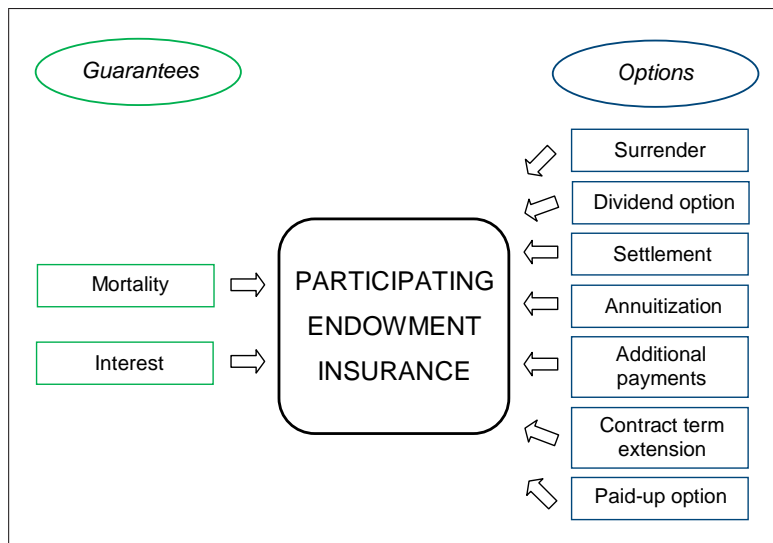 Guarantees
Options
Mortality
Interest
PARTICIPATING
ENDOWMENT
INSURANCE
Surrender
Dividend option
Settlement
Annuitization
Additional
payments
Contract term
extension
Paid-up option